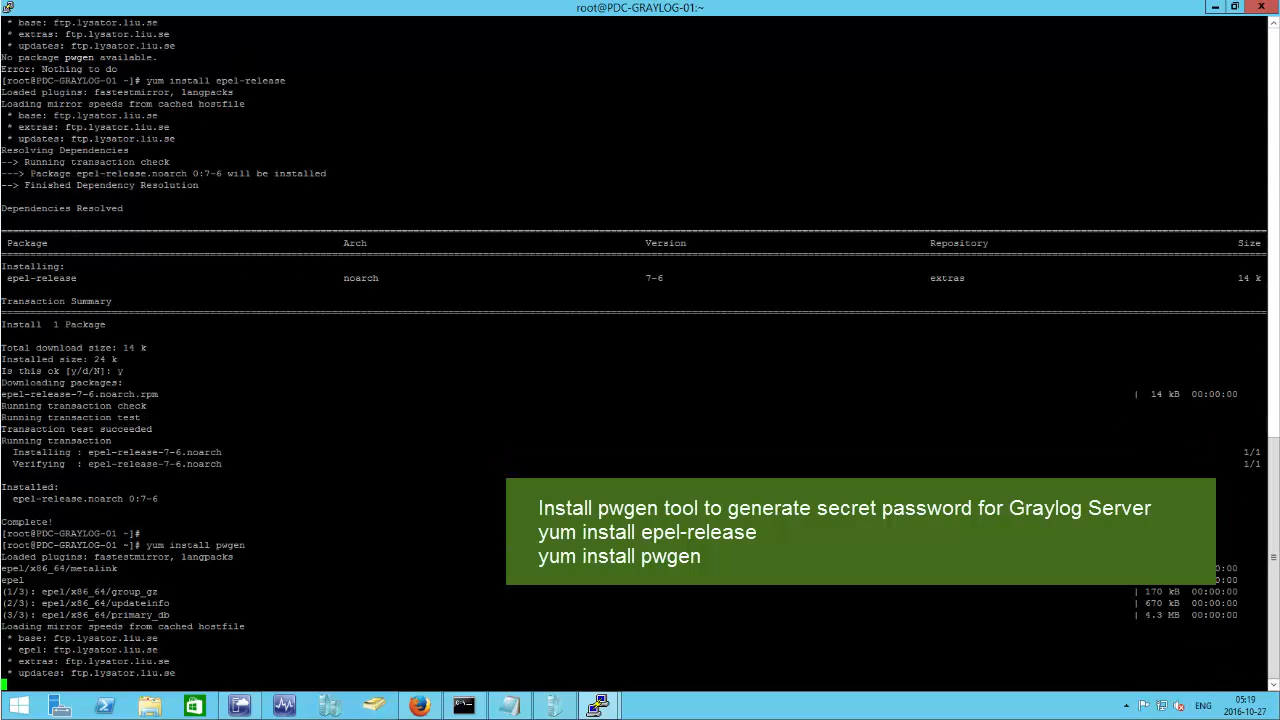 root@PDC-GRAYLOG-01:~
* base: ftp.lysator.liu.se
* extras: ftp.lysator.liu.se
* updates: ftp.lysator.liu.se
No package pwgen available.
Error: Nothing to do
[root@PDC-GRAYLOG-01 ~]# yum install epel-release
Loaded plugins: fastestmirror, langpacks
Loading mirror speeds from cached hostfile
* base: ftp.lysator.liu.se
* extras: ftp.lysator.liu.se
* updates: ftp.lysator.liu.se
Resolving Dependencies
--> Running transaction check
---> Package epel-release.noarch 0:7-6 will be installed
--> Finished Dependency Resolution
Dependencies Resolved
Package Arch Version Repository Size
Installing:
epel-release noarch 7-6 extras 14 k
Transaction Summary
Install 1 Package
Total download size: 14 k
Installed size: 24 k
Is this ok [y/d/N]: y
Downloading packages:
epel-release-7-6.noarch.rpm | 14 kB 00:00:00
Running transaction check
Running transaction test
Transaction test succeeded
Running transaction
Installing : epel-release-7-6.noarch 1/1
Verifying : epel-release-7-6.noarch 1/1
Installed:
epel-release.noarch 0:7-6
Complete!
[root@PDC-GRAYLOG-01 ~]#
[root@PDC-GRAYLOG-01 ~]# yum install pwgen
Loaded plugins: fastestmirror, langpacks
epel/x86_64/metalink :00
epel :00
(1/3): epel/x86_64/group_gz | 170 kB 00:00:00
(2/3): epel/x86_64/updateinfo | 670 kB 00:00:00
(3/3): epel/x86_64/primary_db | 4.3 MB 00:00:00
Loading mirror speeds from cached hostfile
* base: ftp.lysator.liu.se
* epel: ftp.lysator.liu.se
* extras: ftp.lysator.liu.se
* updates: ftp.lysator.liu.se
Install pwgen tool to generate secret password for Graylog Server
yum install epel-release
yum install pwgen
ENG
05:19
2016-10-27